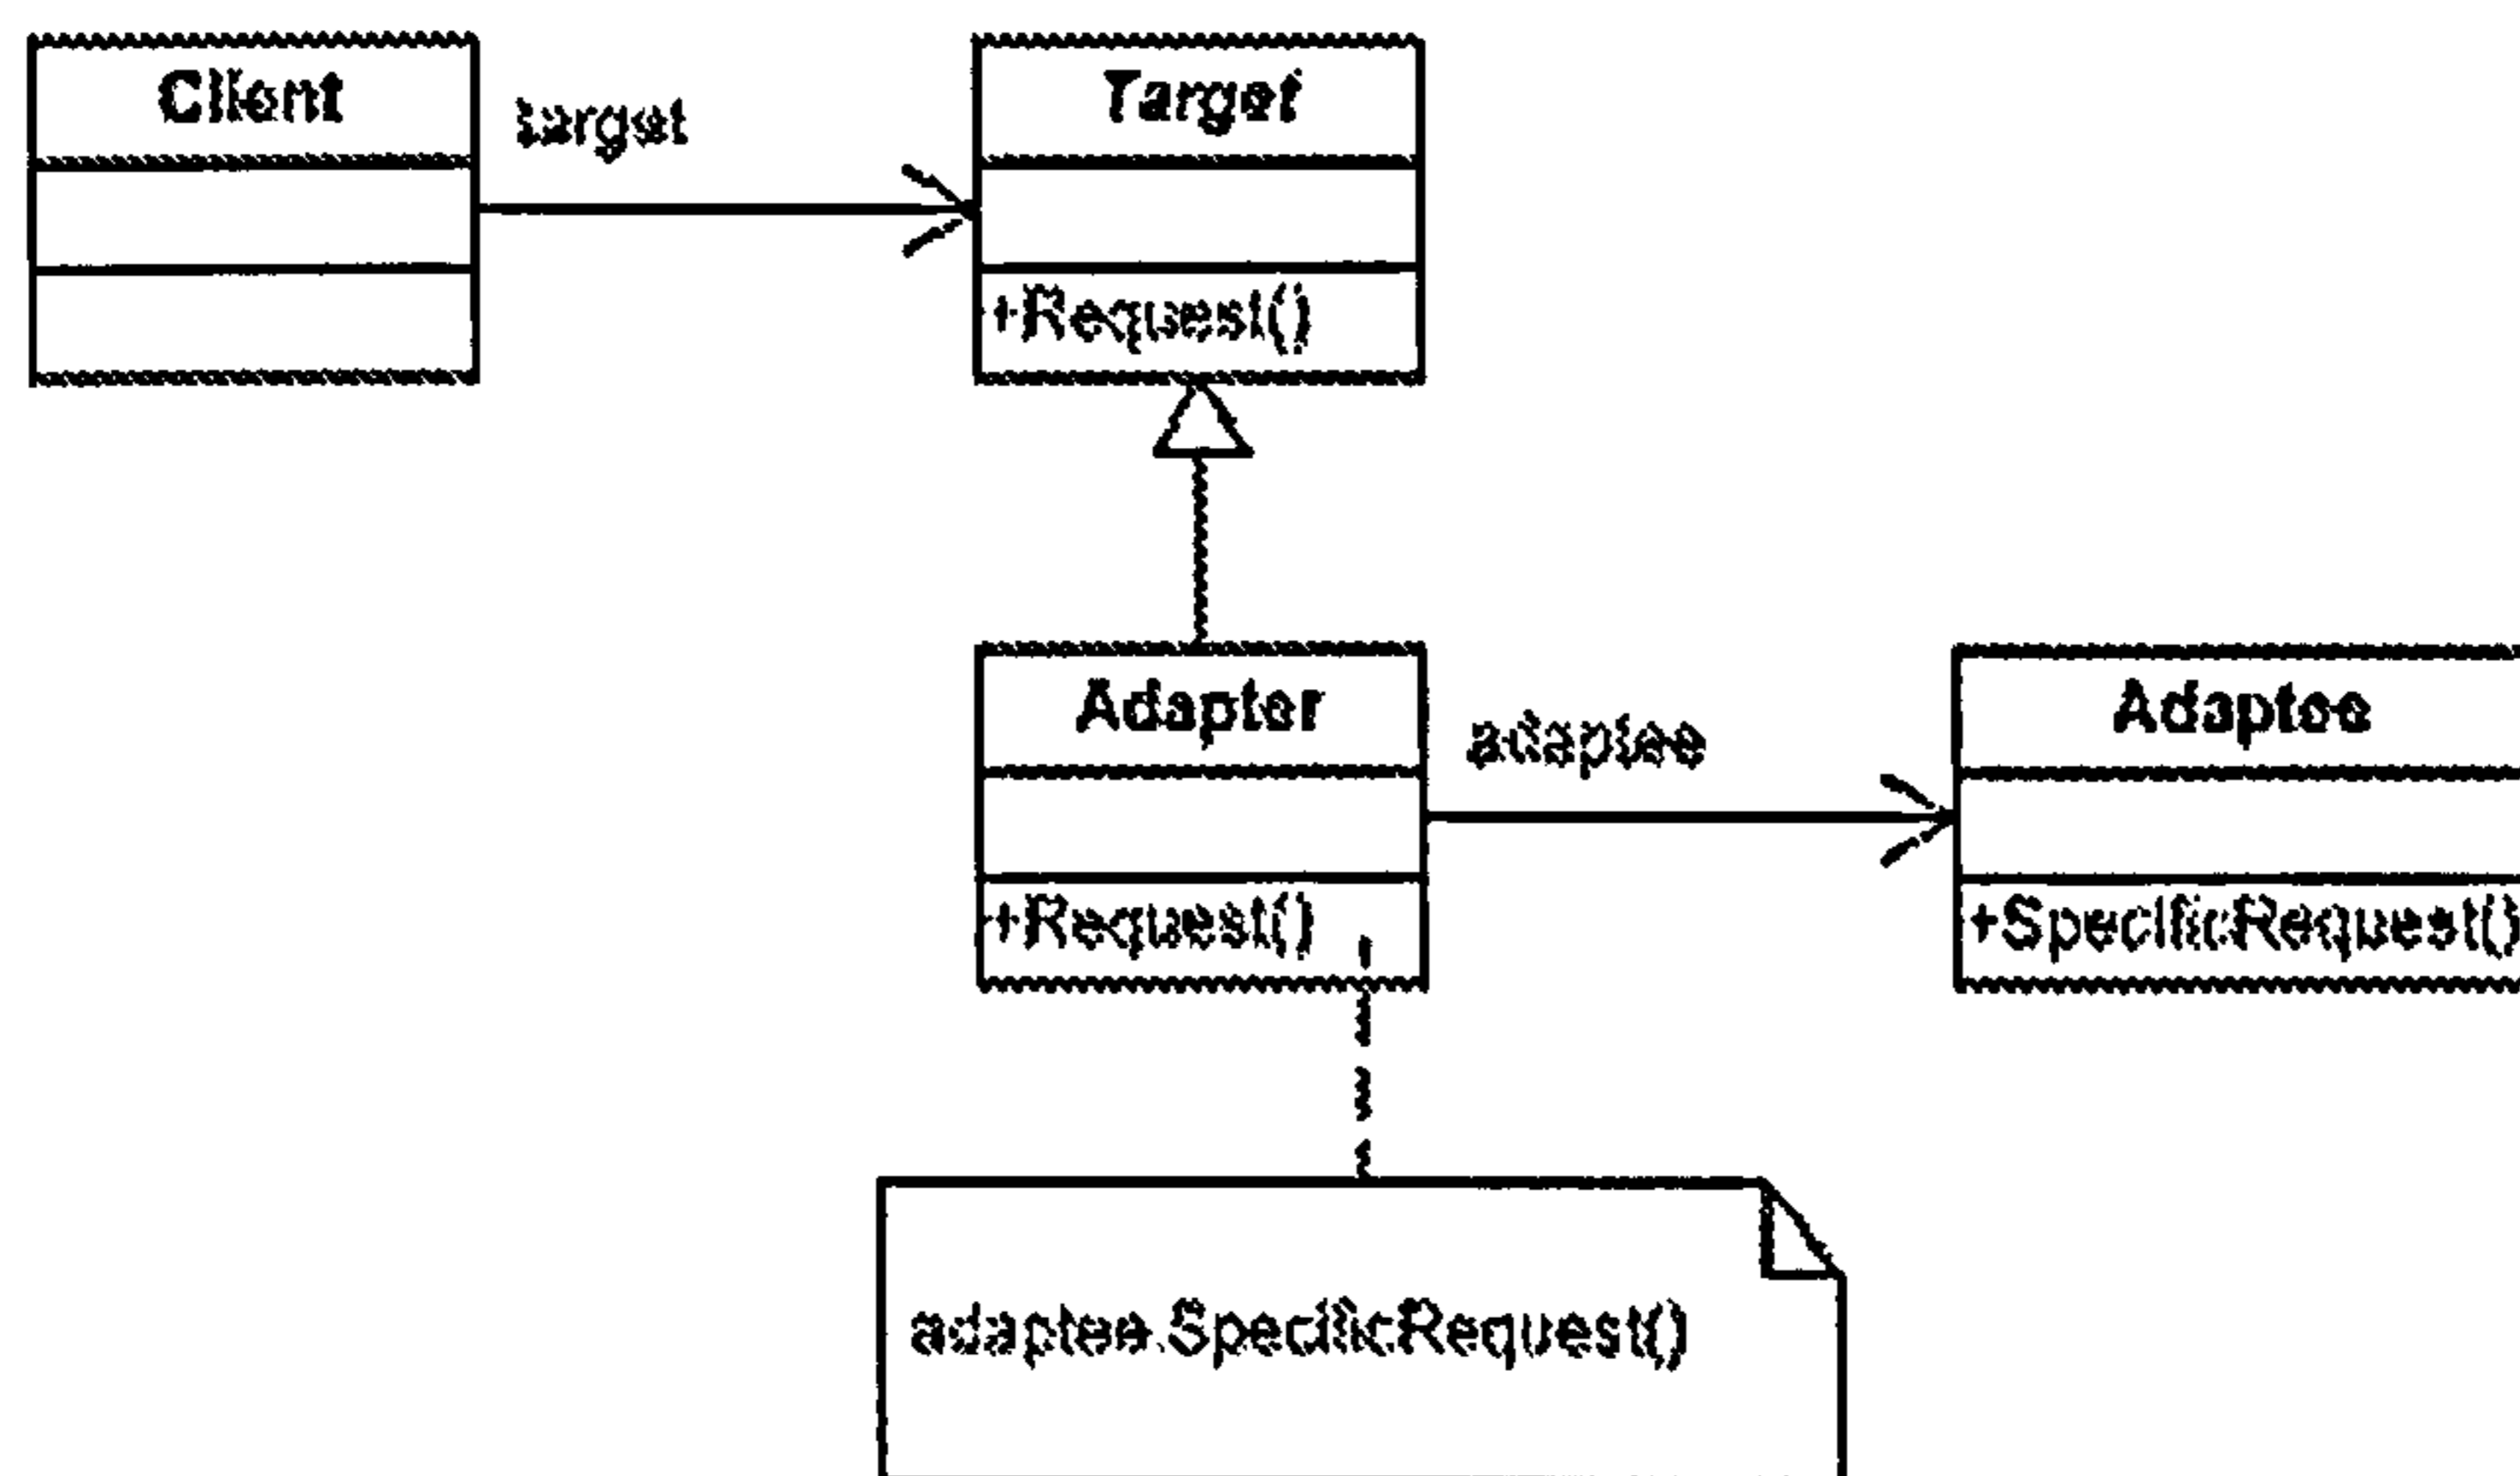 Client
target
Target
+Request()
Adapter
adaptee
Adaptee
+Request()
+SpecificRequest()
adaptee.SpecificRequest()